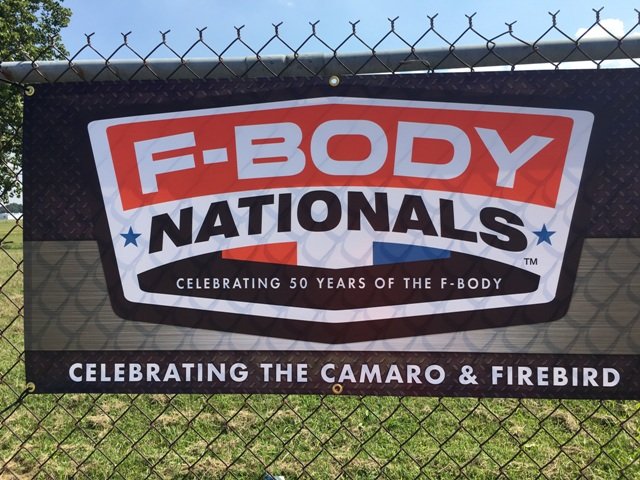 F-BODY
NATIONALS
TM
CELEBRATING 50 YEARS OF THE F-BODY
CELEBRATING THE CAMARO & FIREBIRD